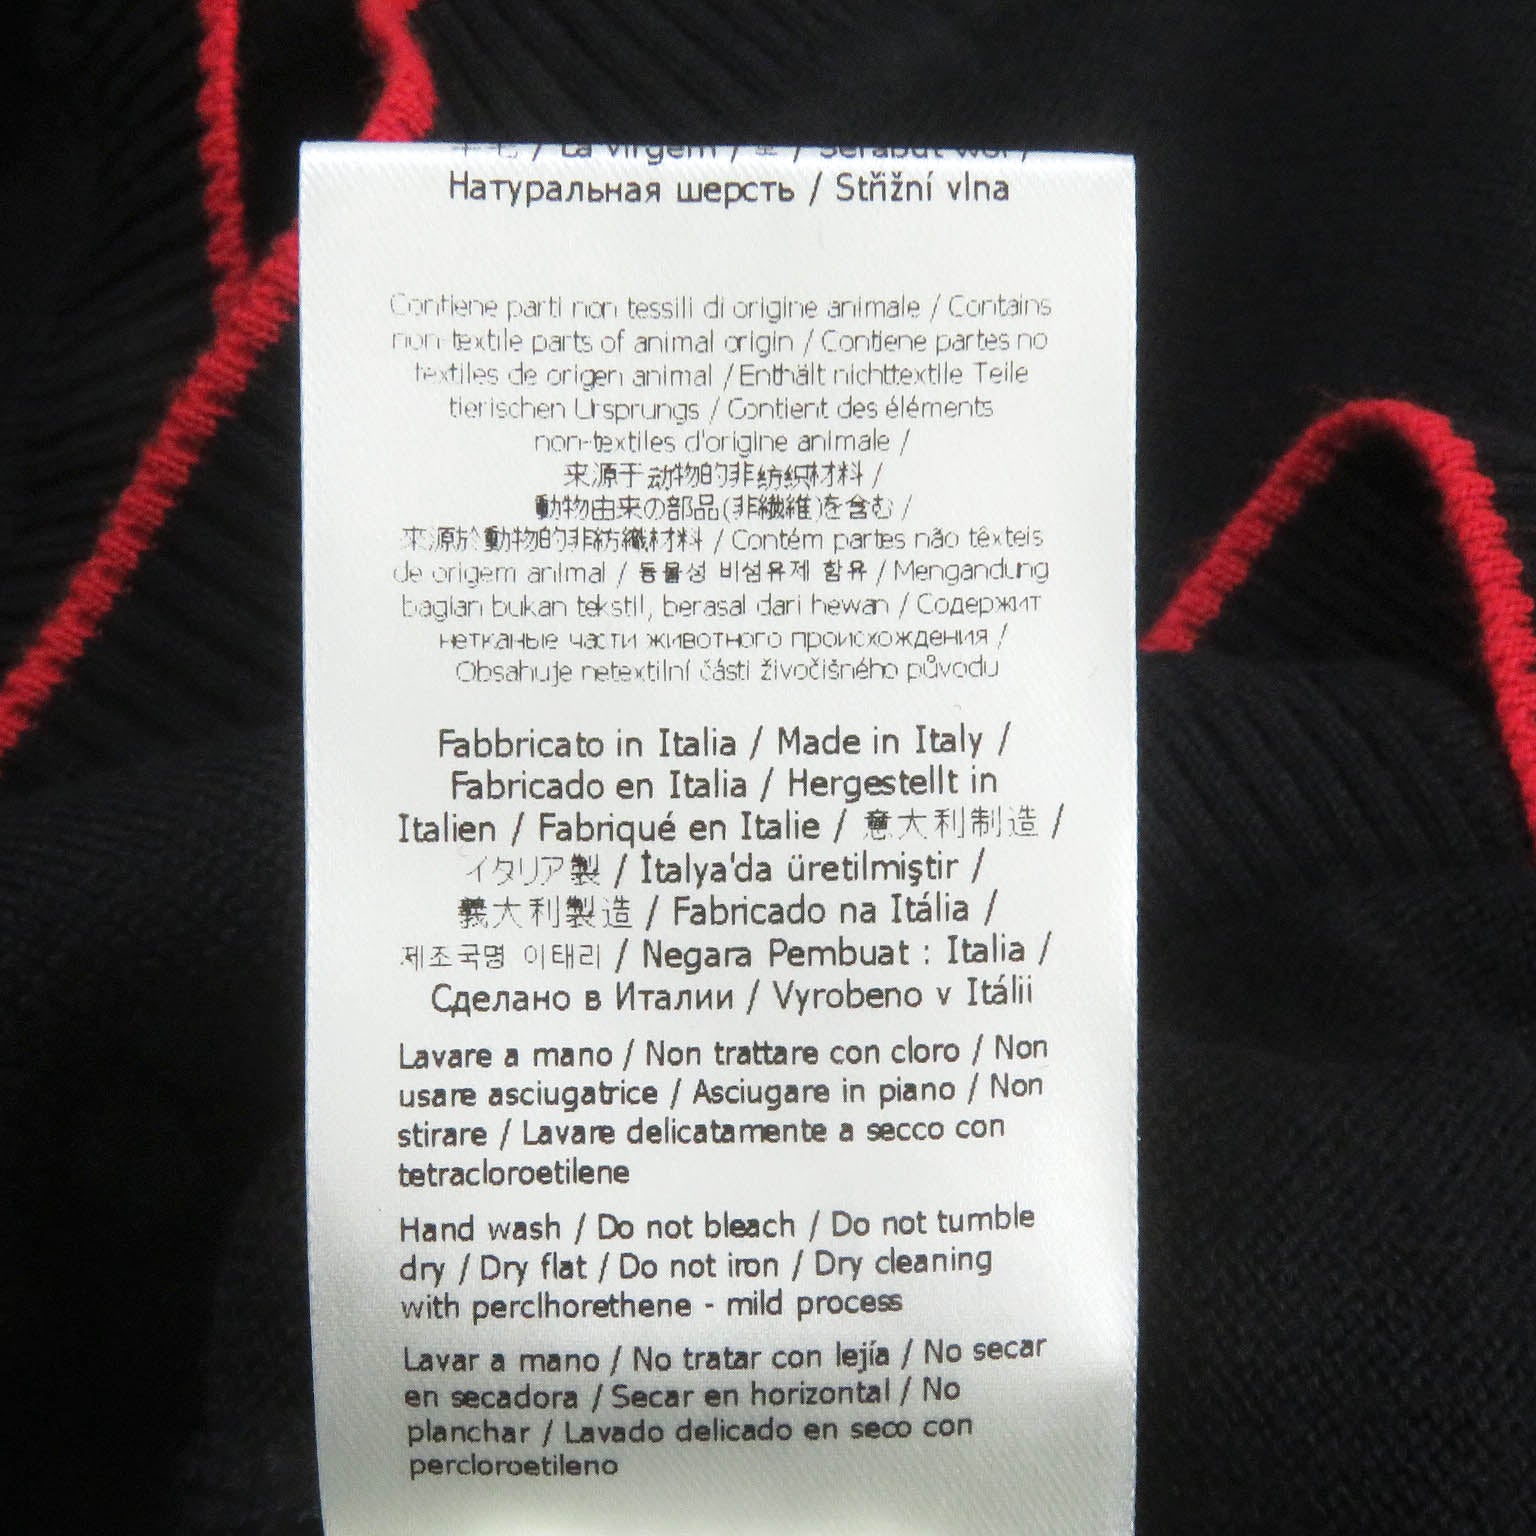 羊毛 / Lã virgem / 모 / Serabut wol /
Натуральная шерсть / Střižní vlna
Contiene parti non tessili di origine animale / Contains
non-textile parts of animal origin / Contiene partes no
textiles de origen animal / Enthält nichttextile Teile
tierischen Ursprungs / Contient des éléments
non-textiles d'origine animale /
来源于动物的非纺织材料 /
動物由来の部品(非繊維)を含む /
來源於動物的非紡織材料 / Contém partes não têxteis
de origem animal / 동물성 비섬유제 함유 / Mengandung
bagian bukan tekstil, berasal dari hewan / Содержит
нетканые части животного происхождения /
Obsahuje netextilní části živočišného původu
Fabbricato in Italia / Made in Italy /
Fabricado en Italia / Hergestellt in
Italien / Fabriqué en Italie / 意大利制造 /
イタリア製 / İtalya'da üretilmiştir /
義大利製造 / Fabricado na Itália /
제조국명 이태리 / Negara Pembuat : Italia /
Сделано в Италии / Vyrobeno v Itálii
Lavare a mano / Non trattare con cloro / Non
usare asciugatrice / Asciugare in piano / Non
stirare / Lavare delicatamente a secco con
tetracloroetilene
Hand wash / Do not bleach / Do not tumble
dry / Dry flat / Do not iron / Dry cleaning
with perclhorethene - mild process
Lavar a mano / No tratar con lejía / No secar
en secadora / Secar en horizontal / No
planchar / Lavado delicado en seco con
percloroetileno